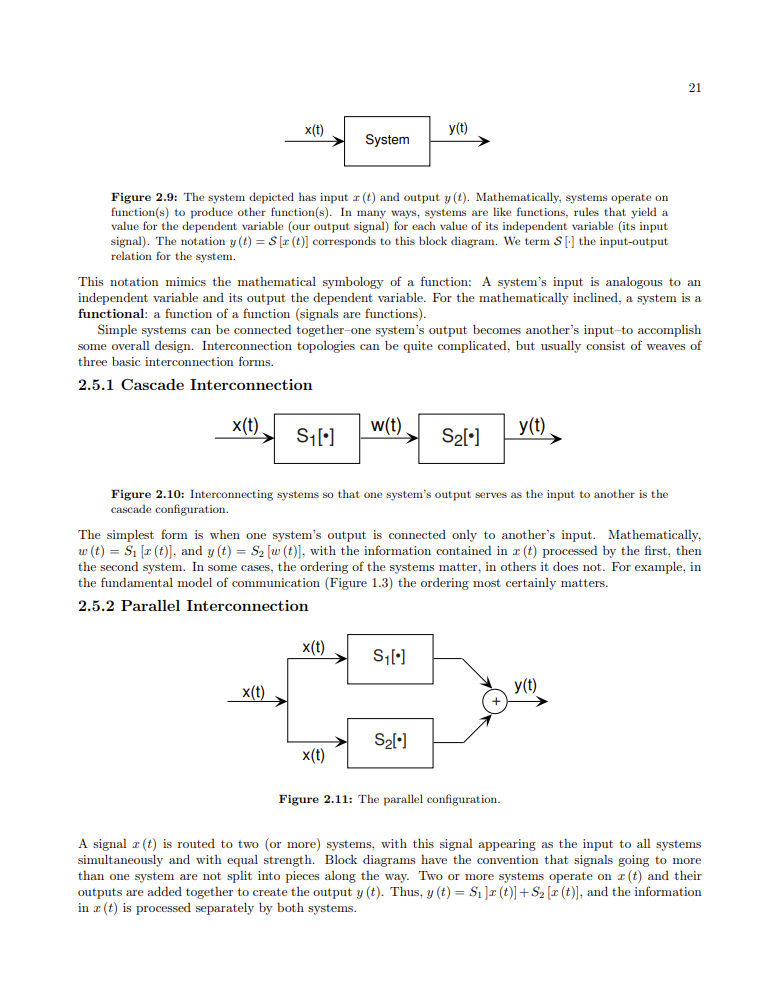 21
x(t)
System
y(t)
Figure 2.9: The system depicted has input x (t) and output y (t). Mathematically, systems operate on
function(s) to produce other function(s). In many ways, systems are like functions, rules that yield a
value for the dependent variable (our output signal) for each value of its independent variable (its input
signal). The notation y (t) = S [x (t)] corresponds to this block diagram. We term S [·] the input-output
relation for the system.
This notation mimics the mathematical symbology of a function: A system's input is analogous to an
independent variable and its output the dependent variable. For the mathematically inclined, a system is a
functional: a function of a function (signals are functions).
Simple systems can be connected together–one system's output becomes another's input–to accomplish
some overall design. Interconnection topologies can be quite complicated, but usually consist of weaves of
three basic interconnection forms.
2.5.1 Cascade Interconnection
x(t)
S1[•]
w(t)
S2[•]
y(t)
Figure 2.10: Interconnecting systems so that one system's output serves as the input to another is the
cascade configuration.
The simplest form is when one system's output is connected only to another's input. Mathematically,
w (t) = S1 [x (t)], and y (t) = S2 [w (t)], with the information contained in x (t) processed by the first, then
the second system. In some cases, the ordering of the systems matter, in others it does not. For example, in
the fundamental model of communication (Figure 1.3) the ordering most certainly matters.
2.5.2 Parallel Interconnection
x(t)
S1[•]
x(t)
y(t)
+
S2[•]
x(t)
Figure 2.11: The parallel configuration.
A signal x (t) is routed to two (or more) systems, with this signal appearing as the input to all systems
simultaneously and with equal strength. Block diagrams have the convention that signals going to more
than one system are not split into pieces along the way. Two or more systems operate on x (t) and their
outputs are added together to create the output y (t). Thus, y (t) = S1 ]x (t)] + S2 [x (t)], and the information
in x (t) is processed separately by both systems.